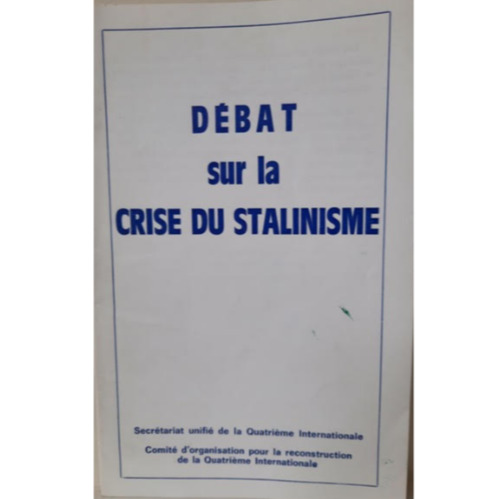 DÉBAT
sur la
CRISE DU STALINISME
Secrétariat unifié de la Quatrième Internationale
Comité d'organisation pour la reconstruction
de la Quatrième Internationale